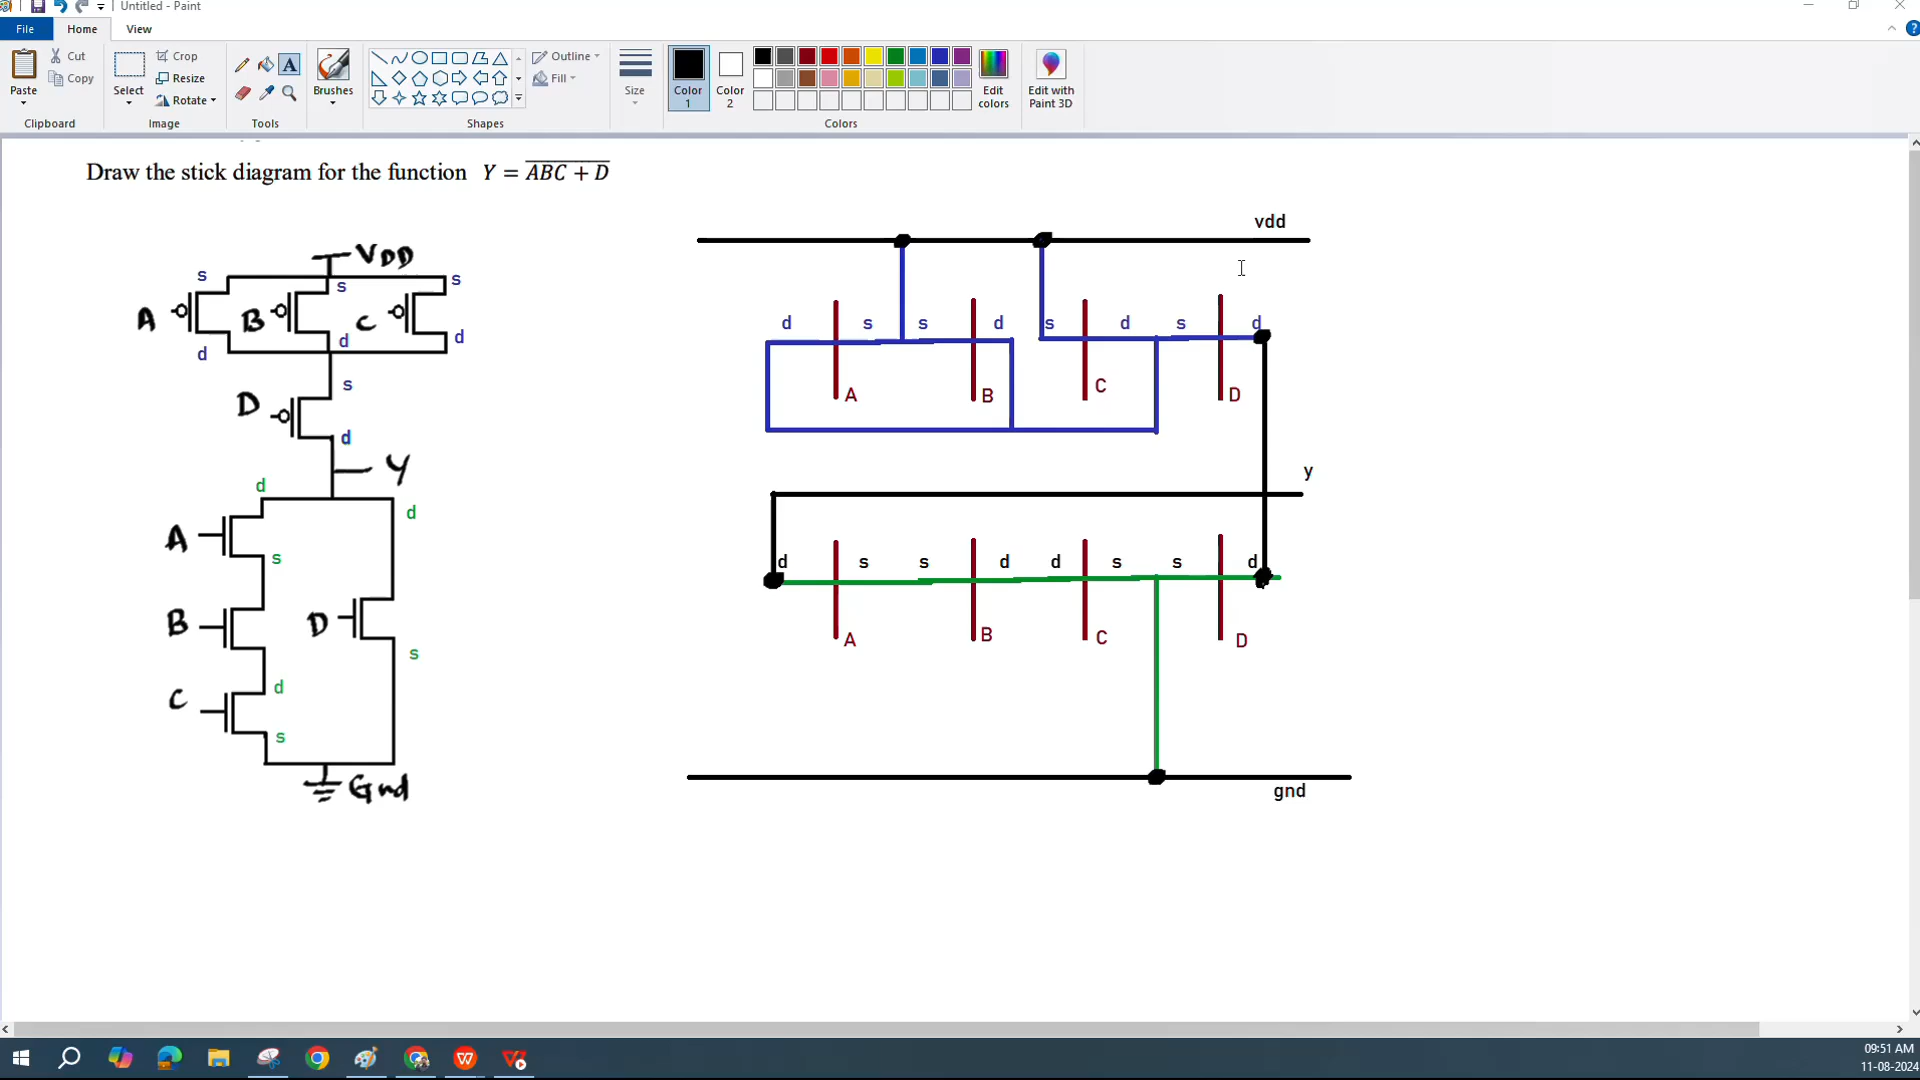 Untitled - Paint
File Home View
Paste
Cut
Copy
Clipboard
Select
Crop
Resize
Rotate
Image
A
Tools
Brushes
Shapes
Outline
Fill
Size
Color 1
Color 2
Colors
Edit colors
Edit with Paint 3D
Draw the stick diagram for the function $Y = \overline{ABC + D}$
VDD
s s s
A B C
d d d
s
D
d
Y
d d
A
s
B
D
s
d
C
s
Gnd
vdd
d s s d s d s d
A B C D
y
d s s d d s s d
A B C D
gnd
09:51 AM
11-08-2024